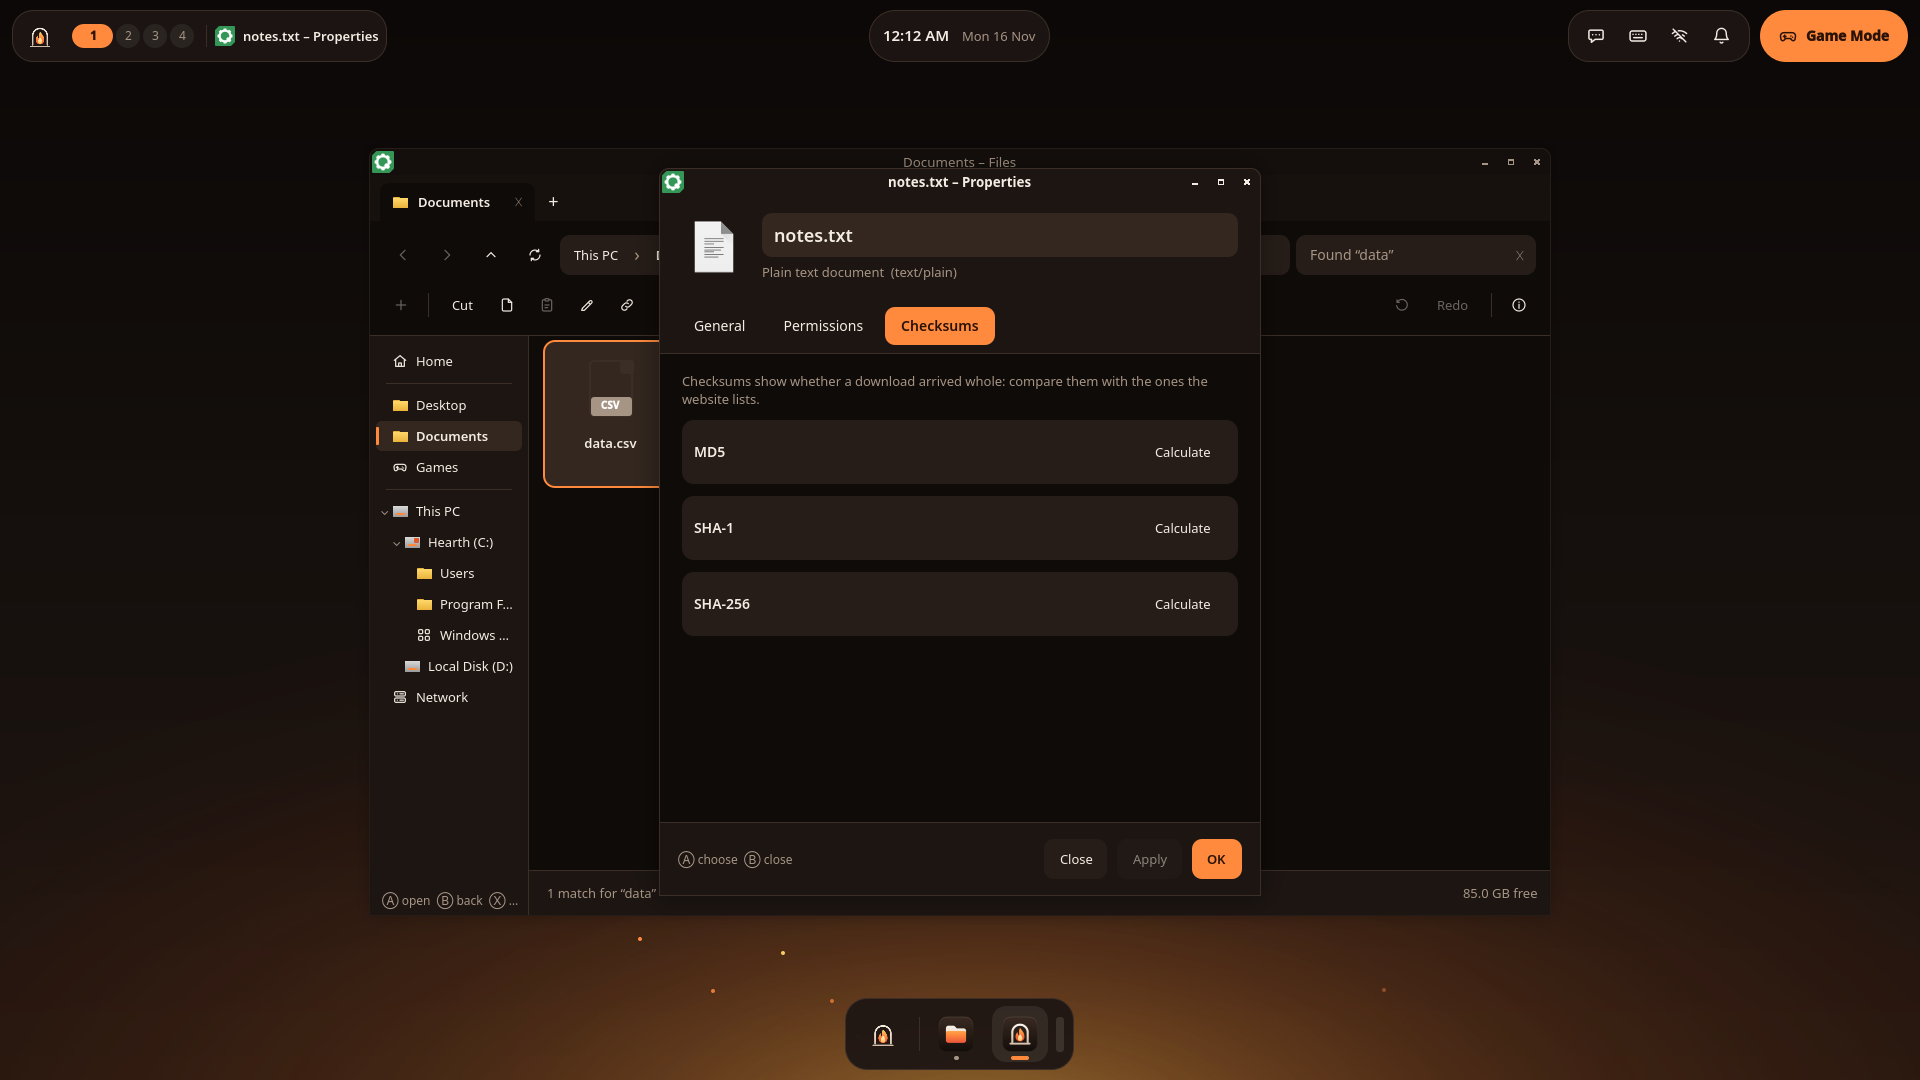 1 2 3 4 notes.txt – Properties
12:12 AM Mon 16 Nov
Game Mode
Documents – Files
Documents X +
This PC › D
Found “data” X
Cut
Redo
Home
Desktop
Documents
Games
This PC
Hearth (C:)
Users
Program F...
Windows ...
Local Disk (D:)
Network
A open B back X ...
CSV
data.csv
1 match for “data”
85.0 GB free
notes.txt – Properties
notes.txt
Plain text document (text/plain)
General Permissions Checksums
Checksums show whether a download arrived whole: compare them with the ones the
website lists.
MD5 Calculate
SHA-1 Calculate
SHA-256 Calculate
A choose B close
Close Apply OK